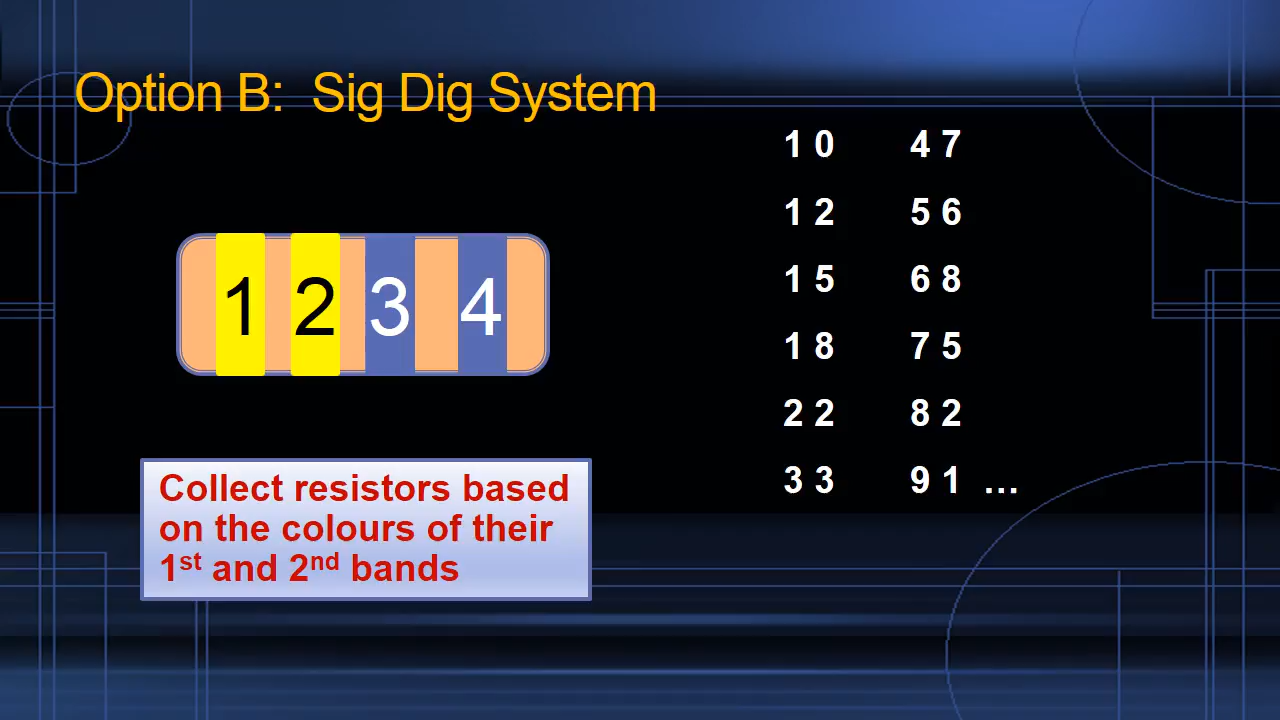 Option B:  Sig Dig System
1 2 3 4
Collect resistors based
on the colours of their
1st and 2nd bands
1 0 4 7
1 2 5 6
1 5 6 8
1 8 7 5
2 2 8 2
3 3 9 1 ...